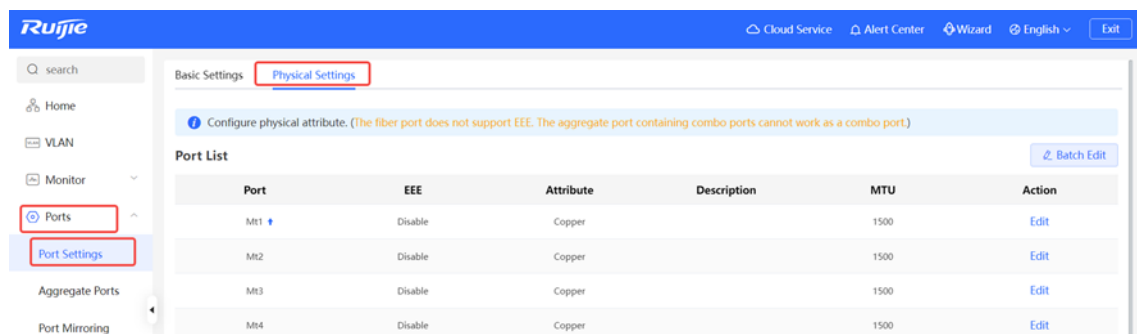 Ruijie
Cloud Service Alert Center Wizard English Exit
search
Home
VLAN
Monitor
Ports
Port Settings
Aggregate Ports
Port Mirroring
Basic Settings Physical Settings
Configure physical attribute. (The fiber port does not support EEE. The aggregate port containing combo ports cannot work as a combo port.)
Port List Batch Edit
Port EEE Attribute Description MTU Action
Mt1 Disable Copper 1500 Edit
Mt2 Disable Copper 1500 Edit
Mt3 Disable Copper 1500 Edit
Mt4 Disable Copper 1500 Edit